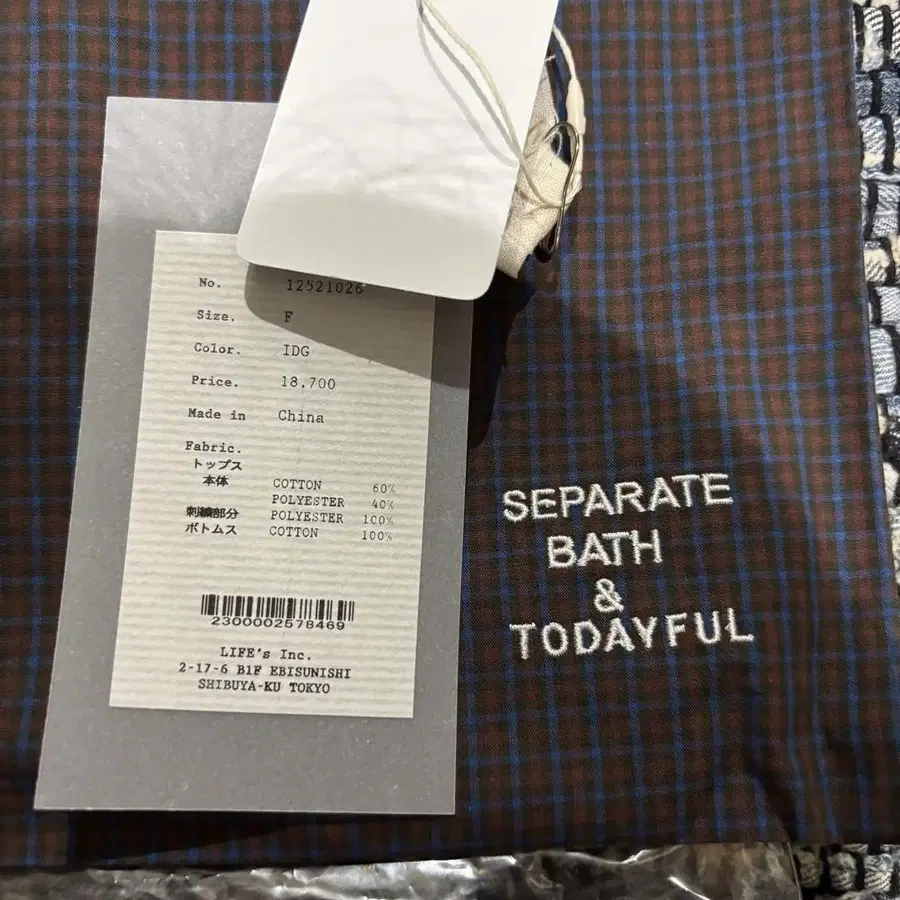 No. 12521026
Size. F
Color. IDG
Price. 18,700
Made in China
Fabric.
トップス
本体 COTTON 60%
POLYESTER 40%
刺繍部分 POLYESTER 100%
ボトムス COTTON 100%
2300002578469
LIFE's Inc.
2-17-6 B1F EBISUNISHI
SHIBUYA-KU TOKYO
SEPARATE
BATH
&
TODAYFUL